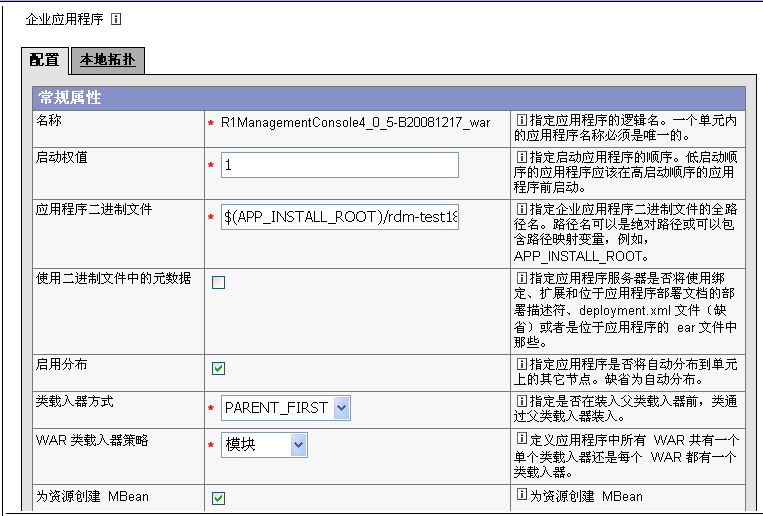 企业应用程序
配置 本地拓扑
常规属性
名称
* R1ManagementConsole4_0_5-B20081217_war
指定应用程序的逻辑名。一个单元内
的应用程序名称必须是唯一的。
启动权值
* 1
指定启动应用程序的顺序。低启动顺
序的应用程序应该在高启动顺序的应用
程序前启动。
应用程序二进制文件
* $(APP_INSTALL_ROOT)/rdm-test18
指定企业应用程序二进制文件的全路
径名。路径名可以是绝对路径或可以包
含路径映射变量，例如，
APP_INSTALL_ROOT。
使用二进制文件中的元数据
指定应用程序服务器是否将使用绑
定、扩展和位于应用程序部署文档的部
署描述符、deployment.xml 文件（缺
省）或者是位于应用程序的 ear 文件中
那些。
启用分布
指定应用程序是否将自动分布到单元
上的其它节点。缺省为自动分布。
类载入器方式
* PARENT_FIRST
指定是否在装入父类载入器前，类通
过父类载入器装入。
WAR 类载入器策略
* 模块
定义应用程序中所有 WAR 共有一个
单个类载入器还是每个 WAR 都有一个
类载入器。
为资源创建 MBean
为资源创建 MBean